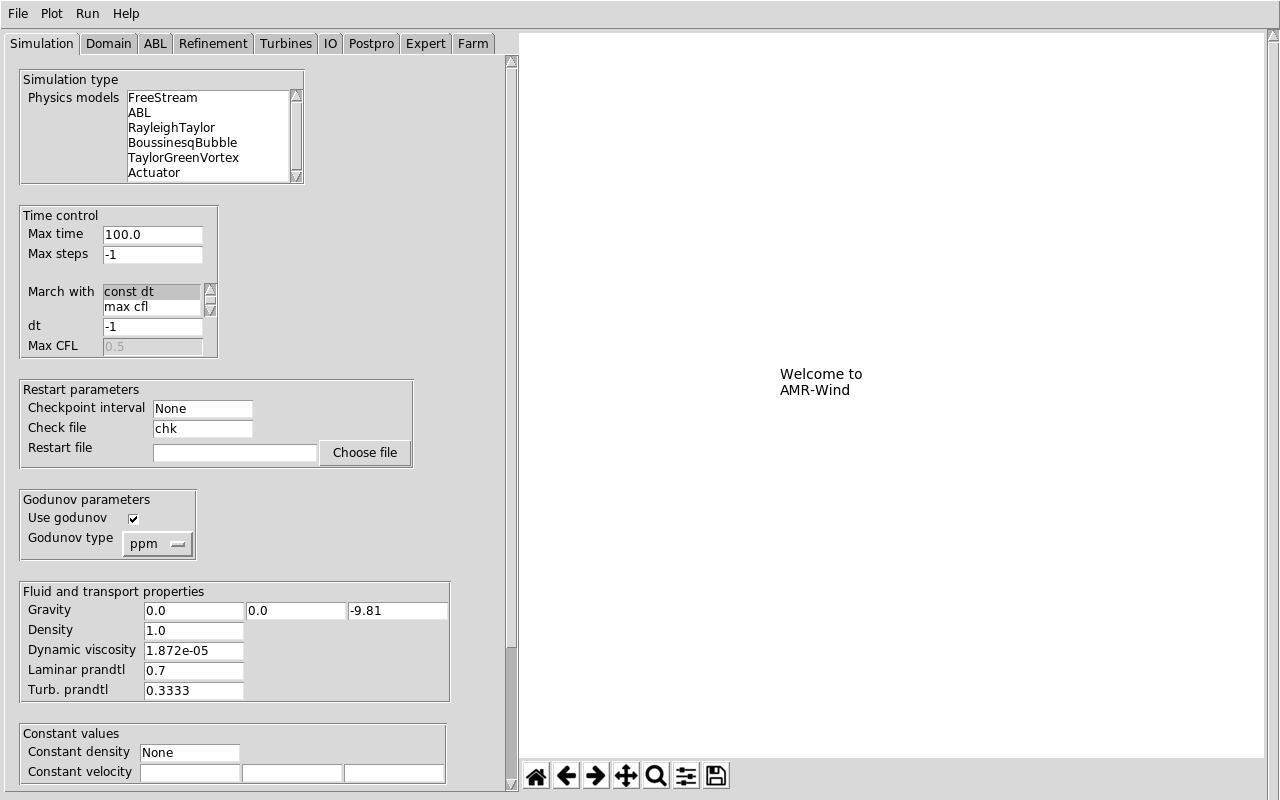 File Plot Run Help
Simulation Domain ABL Refinement Turbines IO Postpro Expert Farm
Simulation type
Physics models FreeStream
ABL
RayleighTaylor
BoussinesqBubble
TaylorGreenVortex
Actuator
Time control
Max time 100.0
Max steps -1
March with const dt
max cfl
dt -1
Max CFL 0.5
Restart parameters
Checkpoint interval None
Check file chk
Restart file Choose file
Godunov parameters
Use godunov
Godunov type ppm
Fluid and transport properties
Gravity 0.0 0.0 -9.81
Density 1.0
Dynamic viscosity 1.872e-05
Laminar prandtl 0.7
Turb. prandtl 0.3333
Constant values
Constant density None
Constant velocity
Welcome to
AMR-Wind